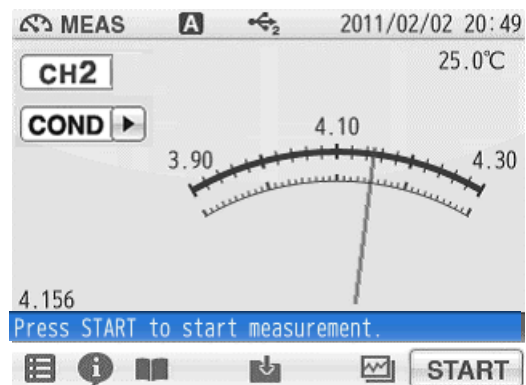 MEAS A 2 2011/02/02 20:49
CH2 25.0℃
COND
3.90 4.10 4.30
4.156
Press START to start measurement.
START